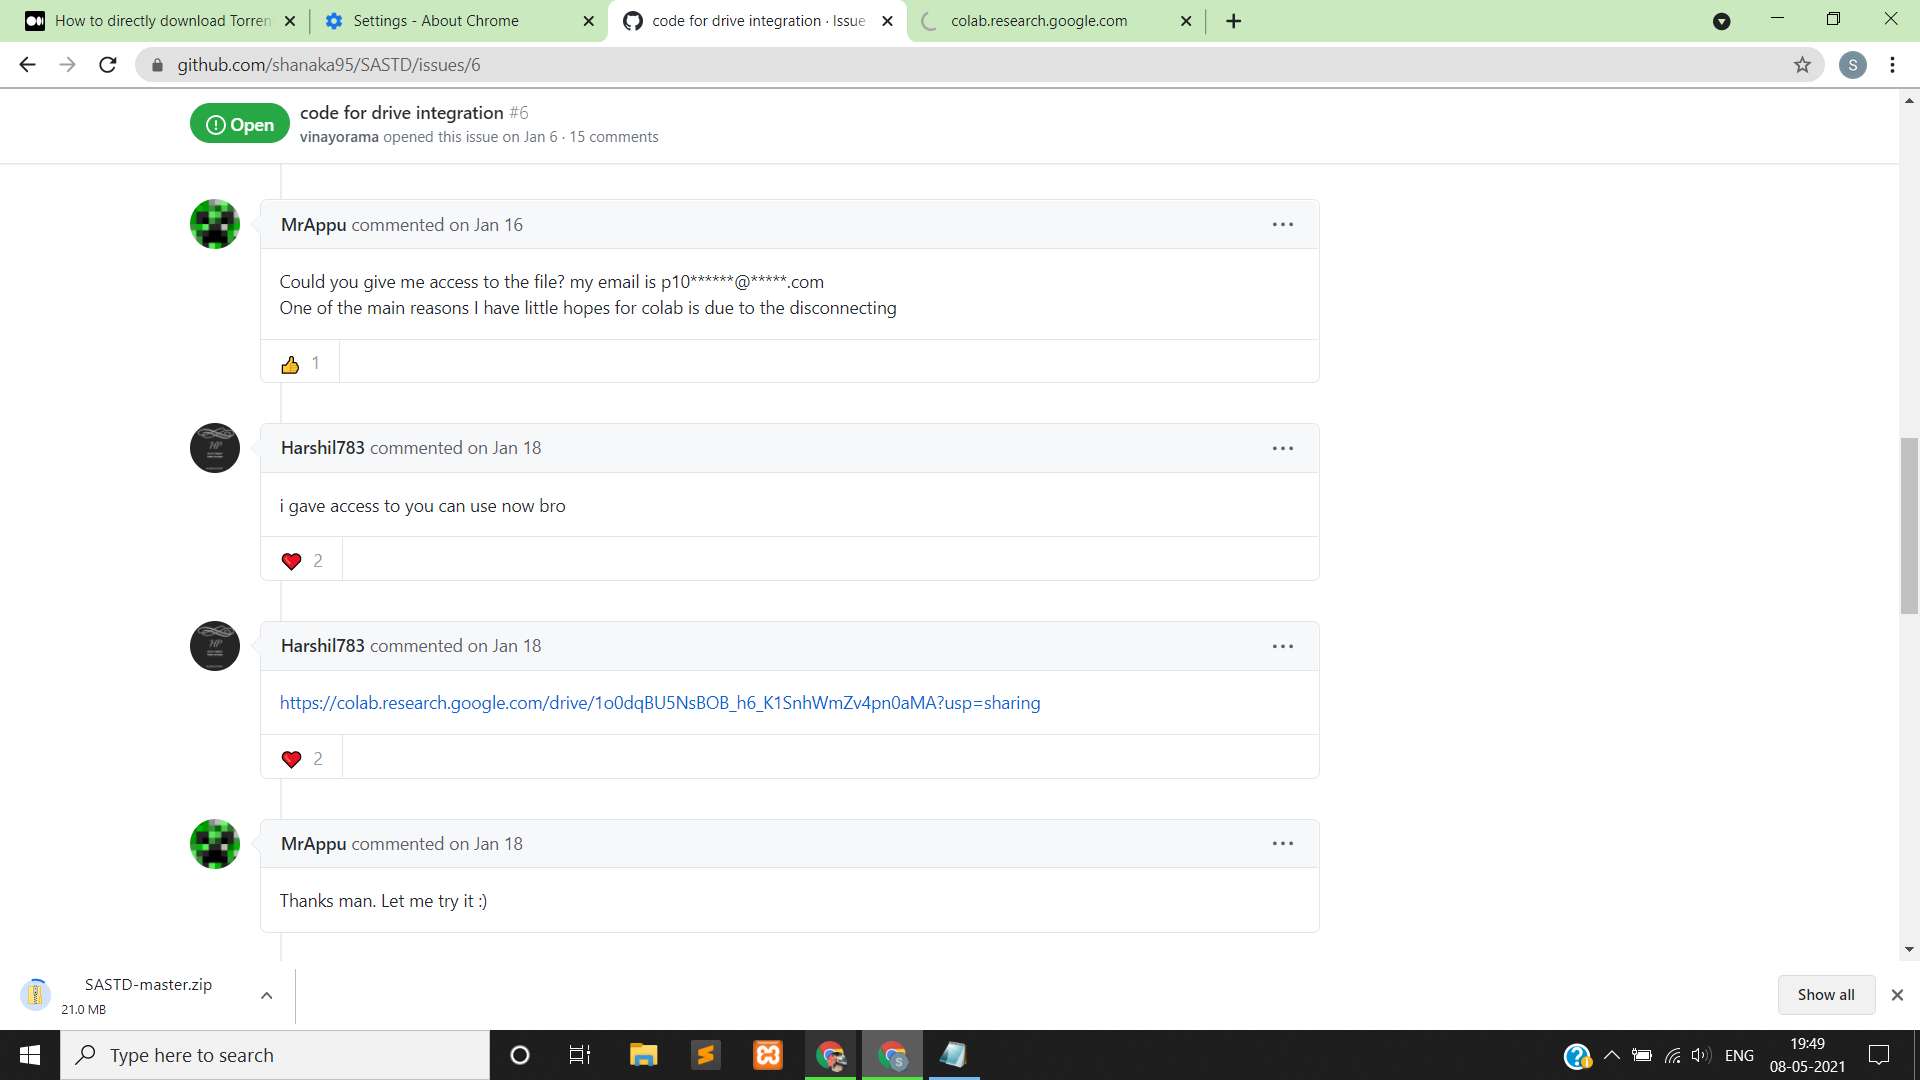 How to directly download Torren
Settings - About Chrome
code for drive integration · Issue
colab.research.google.com
github.com/shanaka95/SASTD/issues/6
S
Open
code for drive integration #6
vinayorama opened this issue on Jan 6 · 15 comments
MrAppu commented on Jan 16
Could you give me access to the file? my email is p10******@*****.com
One of the main reasons I have little hopes for colab is due to the disconnecting
1
Harshil783 commented on Jan 18
i gave access to you can use now bro
2
Harshil783 commented on Jan 18
https://colab.research.google.com/drive/1o0dqBU5NsBOB_h6_K1SnhWmZv4pn0aMA?usp=sharing
2
MrAppu commented on Jan 18
Thanks man. Let me try it :)
SASTD-master.zip
21.0 MB
Show all
Type here to search
ENG
19:49
08-05-2021